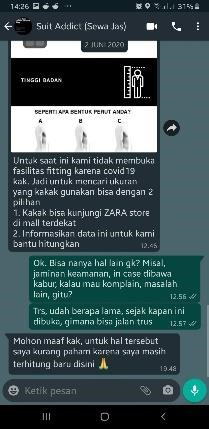 14:26
31%
Suit Addict (Sewa Jas)
2 JUNI 2020
TINGGI BADAN
SEPERTI APA BENTUK PERUT ANDA?
A B C
Untuk saat ini kami tidak membuka
fasilitas fitting karena covid19
kak. Jadi untuk mencari ukuran
yang kakak gunakan bisa dengan 2
pilihan
1. Kakak bisa kunjungi ZARA store
di mall terdekat
2. Informasikan data ini untuk kami
bantu hitungkan
12.46
Ok. Bisa nanya hal lain gk? Misal,
jaminan keamanan, in case dibawa
kabur, kalau mau komplain, masalah
lain, gitu?
12.56
Trs, udah berapa lama, sejak kapan ini
dibuka, gimana bisa jalan trus
12.57
Mohon maaf kak, untuk hal tersebut
saya kurang paham karena saya masih
terhitung baru disini 🙏
19.48
Ketik pesan